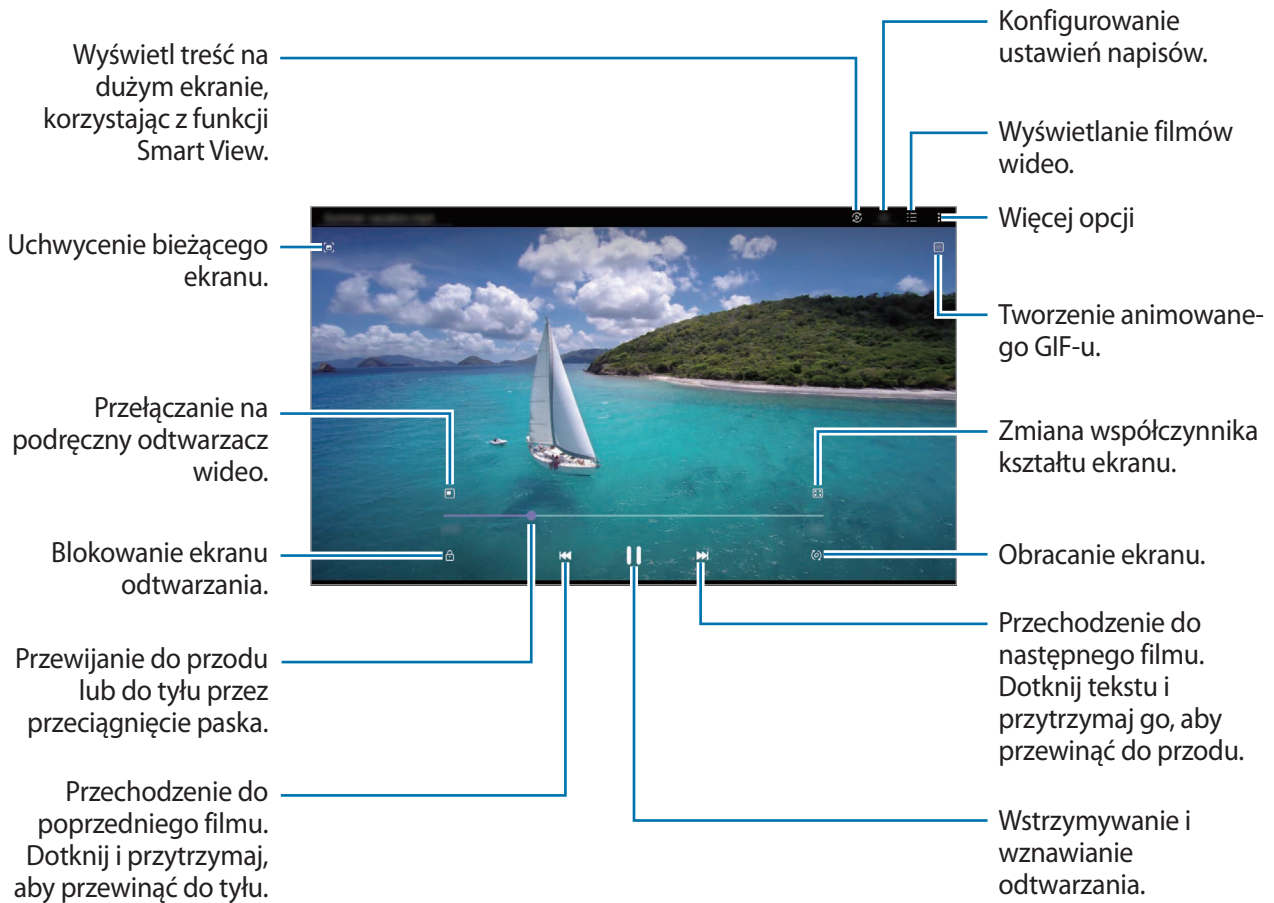 Wyświetl treść na
dużym ekranie,
korzystając z funkcji
Smart View.
Uchwycenie bieżącego
ekranu.
Przełączanie na
podręczny odtwarzacz
wideo.
Blokowanie ekranu
odtwarzania.
Przewijanie do przodu
lub do tyłu przez
przeciągnięcie paska.
Przechodzenie do
poprzedniego filmu.
Dotknij i przytrzymaj,
aby przewinąć do tyłu.
Konfigurowanie
ustawień napisów.
Wyświetlanie filmów
wideo.
Więcej opcji
Tworzenie animowane-
go GIF-u.
Zmiana współczynnika
kształtu ekranu.
Obracanie ekranu.
Przechodzenie do
następnego filmu.
Dotknij tekstu i
przytrzymaj go, aby
przewinąć do przodu.
Wstrzymywanie i
wznawianie
odtwarzania.